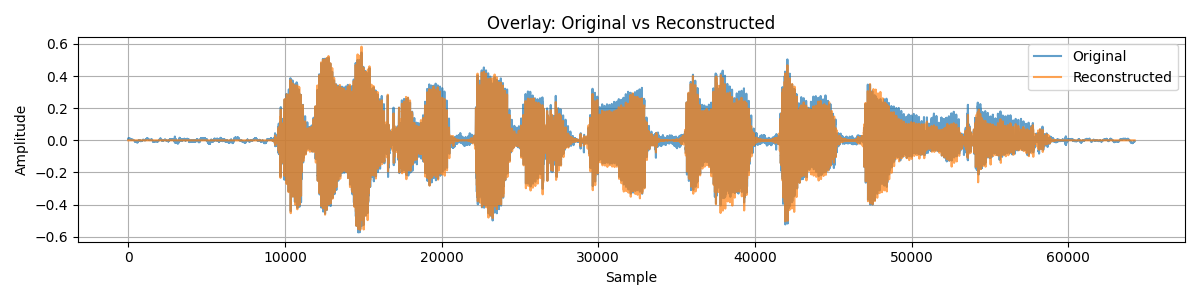 Overlay: Original vs Reconstructed
0.6
0.4
0.2
0.0
−0.2
−0.4
−0.6
Amplitude
Original
Reconstructed
0
10000
20000
30000
40000
50000
60000
Sample